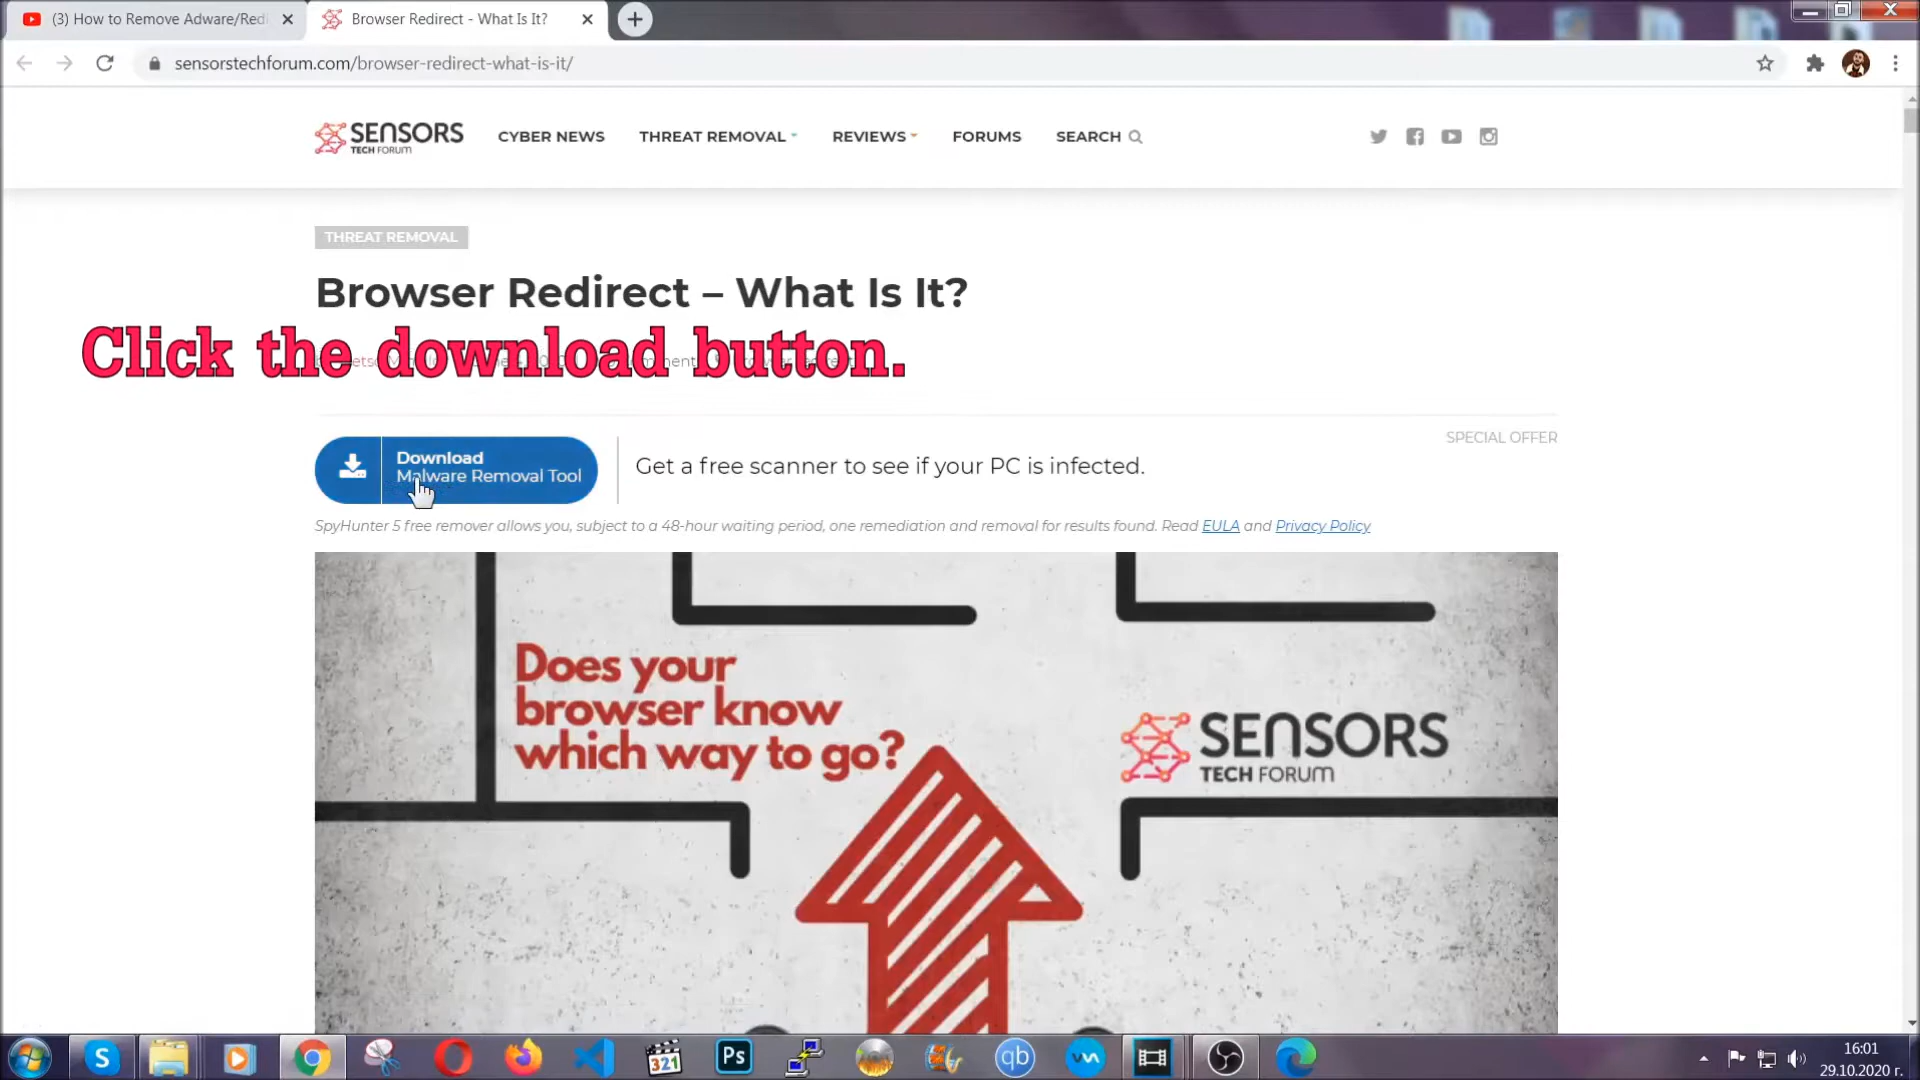 (3) How to Remove Adware/Redi
Browser Redirect - What Is It?
sensorstechforum.com/browser-redirect-what-is-it/
SENSORS
TECH FORUM
CYBER NEWS
THREAT REMOVAL
REVIEWS
FORUMS
SEARCH
THREAT REMOVAL
Browser Redirect – What Is It?
Click the download button.
SPECIAL OFFER
Download
Malware Removal Tool
Get a free scanner to see if your PC is infected.
SpyHunter 5 free remover allows you, subject to a 48-hour waiting period, one remediation and removal for results found. Read EULA and Privacy Policy
Does your
browser know
which way to go?
SENSORS
TECH FORUM
321
Ps
qb
16:01
29.10.2020 г.